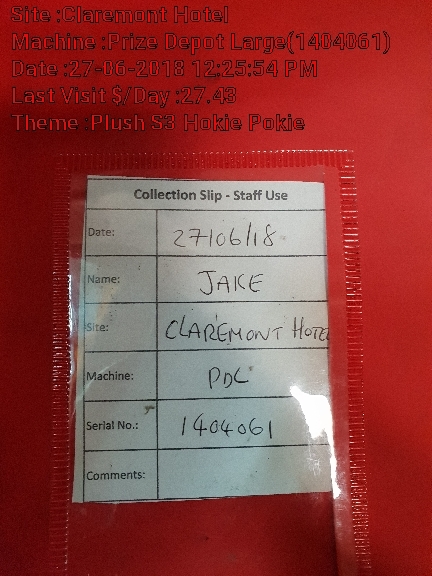 Site :Claremont Hotel
Machine :Prize Depot Large(1404061)
Date :27-06-2018 12:25:54 PM
Last Visit $/Day :27.43
Theme :Plush S3 Hokie Pokie
Collection Slip - Staff Use
Date: 27/06/18
Name: JAKE
Site: CLAREMONT HOTEL
Machine: PDL
Serial No.: 1404061
Comments: